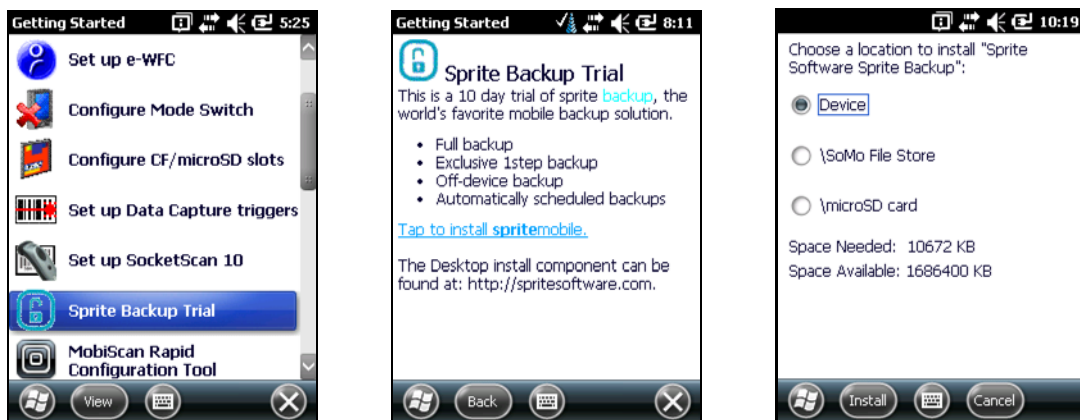 Getting Started 5:25
Set up e-WFC
Configure Mode Switch
Configure CF/microSD slots
Set up Data Capture triggers
Set up SocketScan 10
Sprite Backup Trial
MobiScan Rapid
Configuration Tool
View
Getting Started 8:11
Sprite Backup Trial
This is a 10 day trial of sprite backup, the
world's favorite mobile backup solution.
• Full backup
• Exclusive 1step backup
• Off-device backup
• Automatically scheduled backups
Tap to install spritemobile.
The Desktop install component can be
found at: http://spritesoftware.com.
Back
10:19
Choose a location to install "Sprite
Software Sprite Backup":
Device
\SoMo File Store
\microSD card
Space Needed: 10672 KB
Space Available: 1686400 KB
Install Cancel